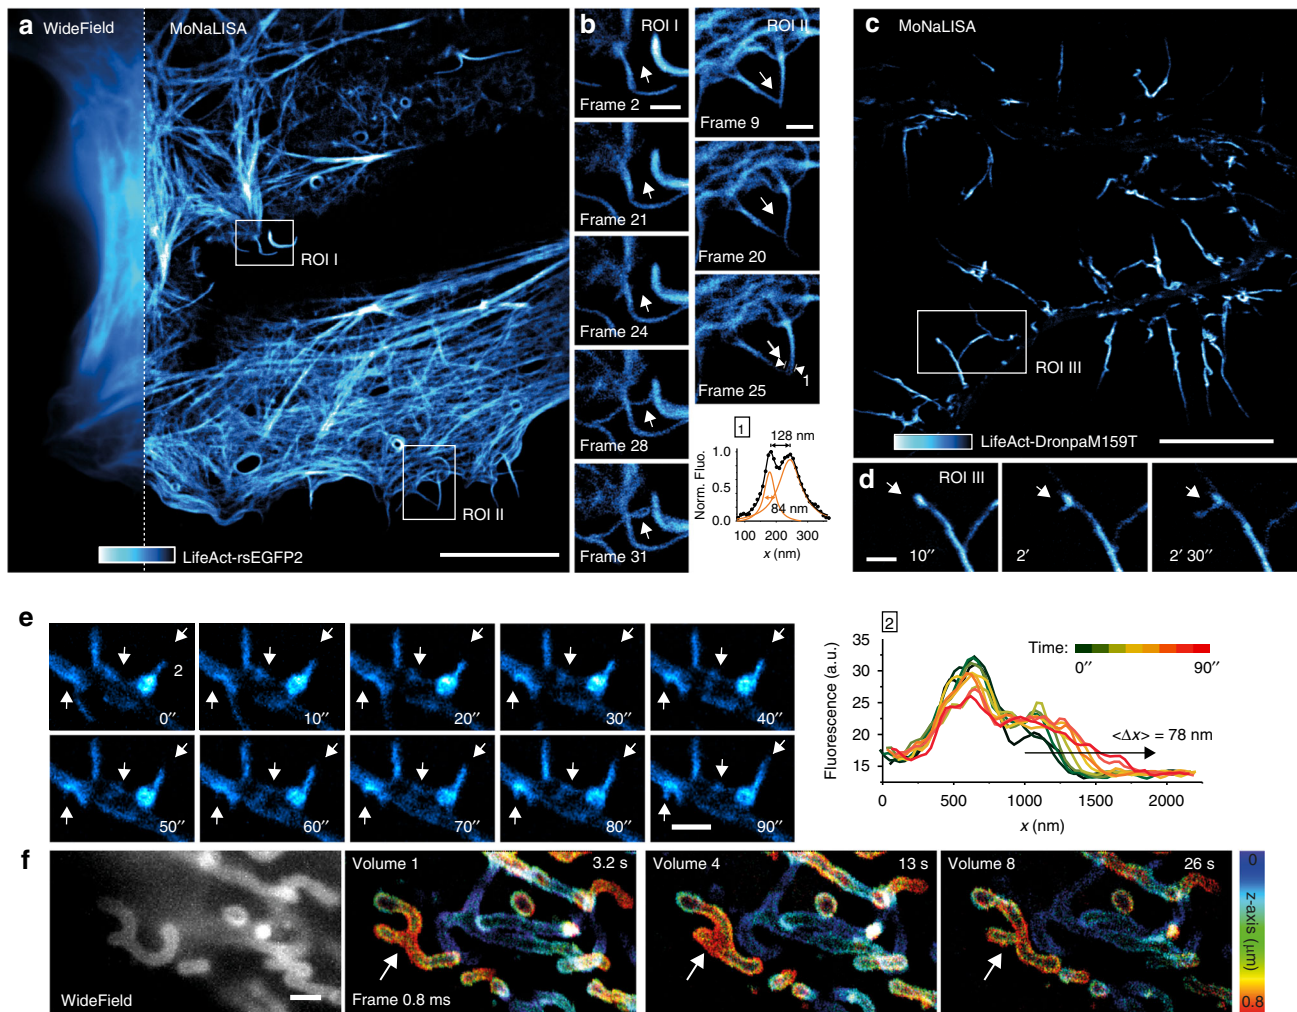 a WideField MoNaLISA
ROI I
ROI II
LifeAct-rsEGFP2
b ROI I ROI II
Frame 2
Frame 21
Frame 24
Frame 28
Frame 31
Frame 9
Frame 20
Frame 25
1
1
128 nm
84 nm
Norm. Fluo.
1.0
0.5
0.0
100 200 300
x (nm)
c MoNaLISA
ROI III
LifeAct-DronpaM159T
d ROI III
10′′ 2′ 2′ 30′′
e
2
0′′ 10′′ 20′′ 30′′ 40′′
50′′ 60′′ 70′′ 80′′ 90′′
2
Time:
0′′ 90′′
<Δx> = 78 nm
Fluorescence (a.u.)
35
30
25
20
15
0 500 1000 1500 2000
x (nm)
f
WideField
Volume 1 3.2 s
Frame 0.8 ms
Volume 4 13 s
Volume 8 26 s
0
z-axis (μm)
0.8